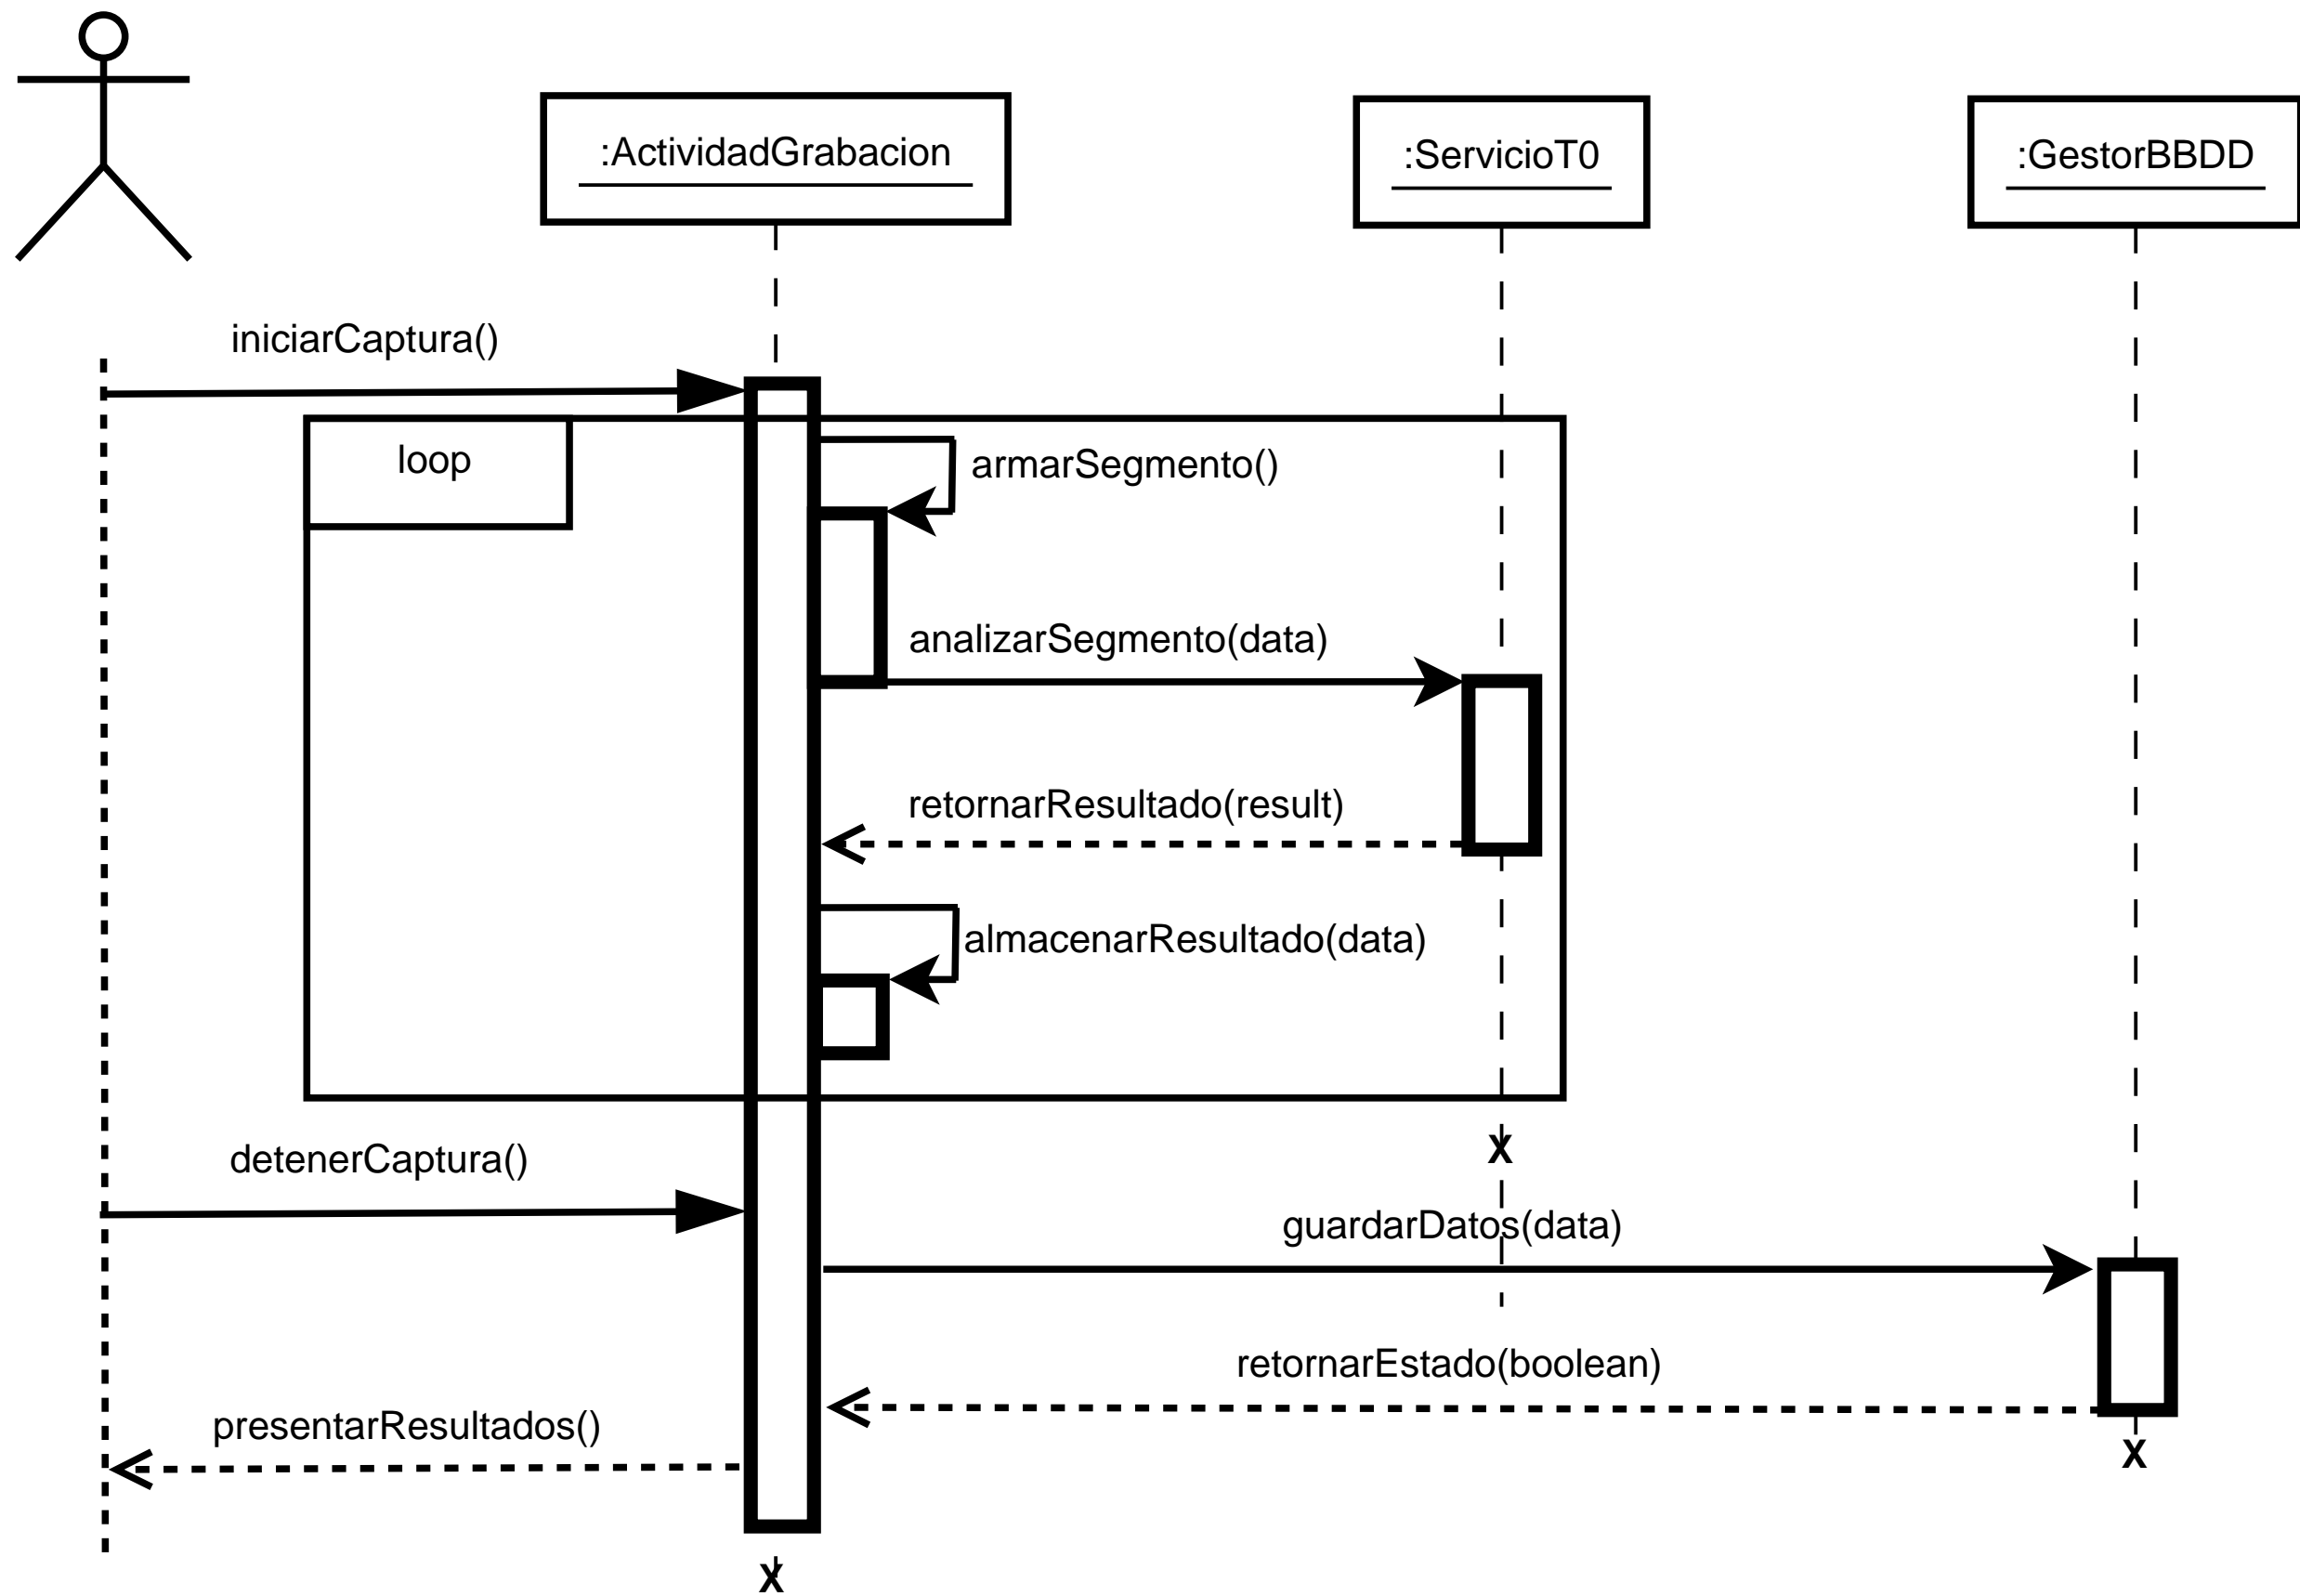 :ActividadGrabacion
:ServicioT0
:GestorBBDD
iniciarCaptura()
loop
armarSegmento()
analizarSegmento(data)
retornarResultado(result)
almacenarResultado(data)
x
detenerCaptura()
guardarDatos(data)
retornarEstado(boolean)
presentarResultados()
x
x